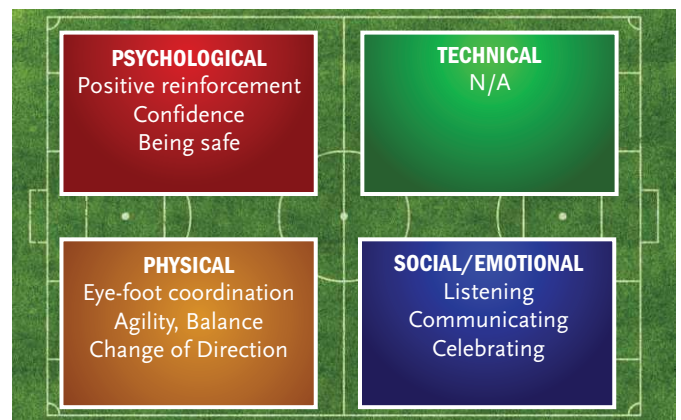 PSYCHOLOGICAL
Positive reinforcement
Confidence
Being safe
TECHNICAL
N/A
PHYSICAL
Eye-foot coordination
Agility, Balance
Change of Direction
SOCIAL/EMOTIONAL
Listening
Communicating
Celebrating